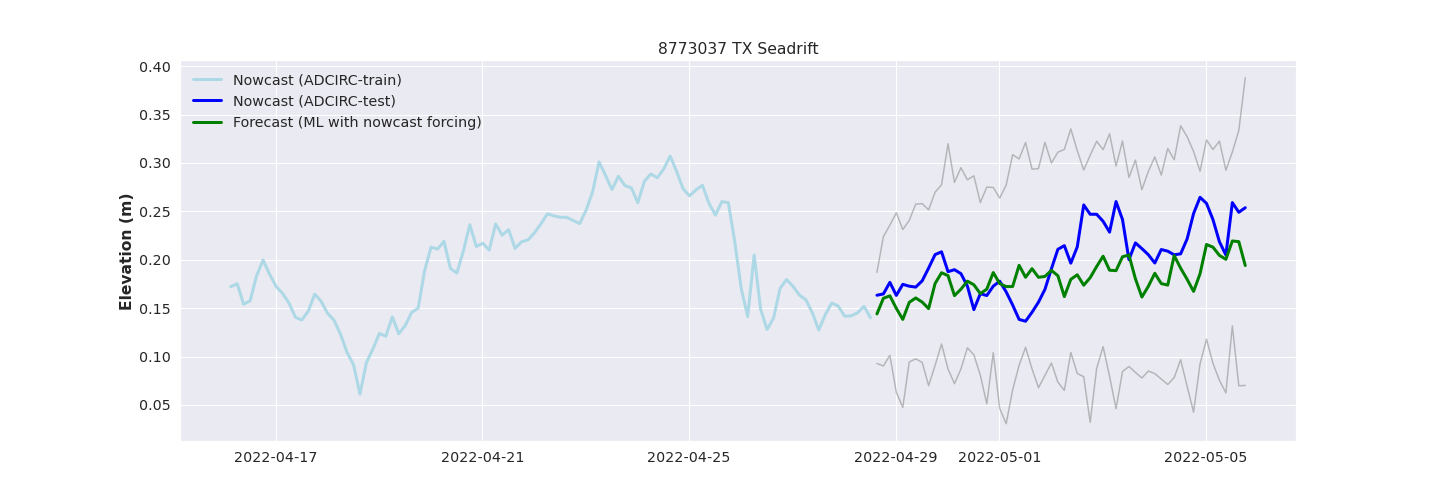 8773037 TX Seadrift
Nowcast (ADCIRC-train)
Nowcast (ADCIRC-test)
Forecast (ML with nowcast forcing)
Elevation (m)
0.40
0.35
0.30
0.25
0.20
0.15
0.10
0.05
2022-04-17
2022-04-21
2022-04-25
2022-04-29
2022-05-01
2022-05-05